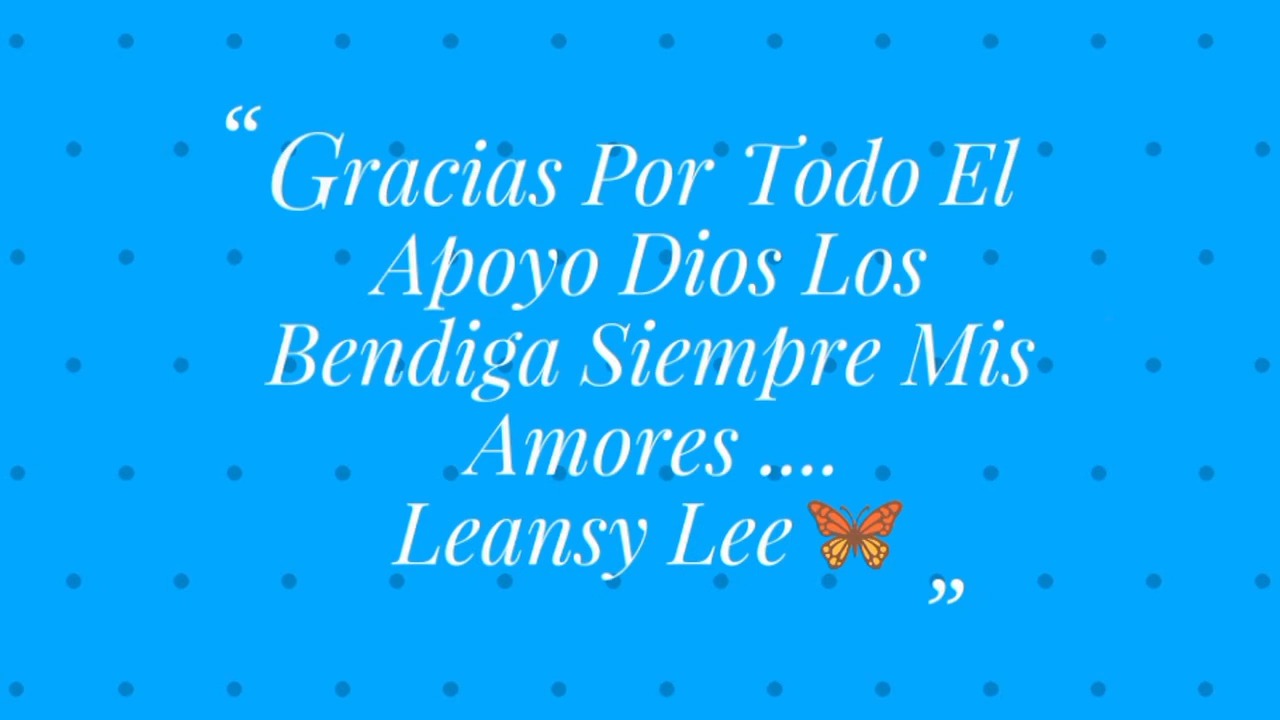 “Gracias Por Todo El
Apoyo Dios Los
Bendiga Siempre Mis
Amores ....
Leansy Lee 🦋
”